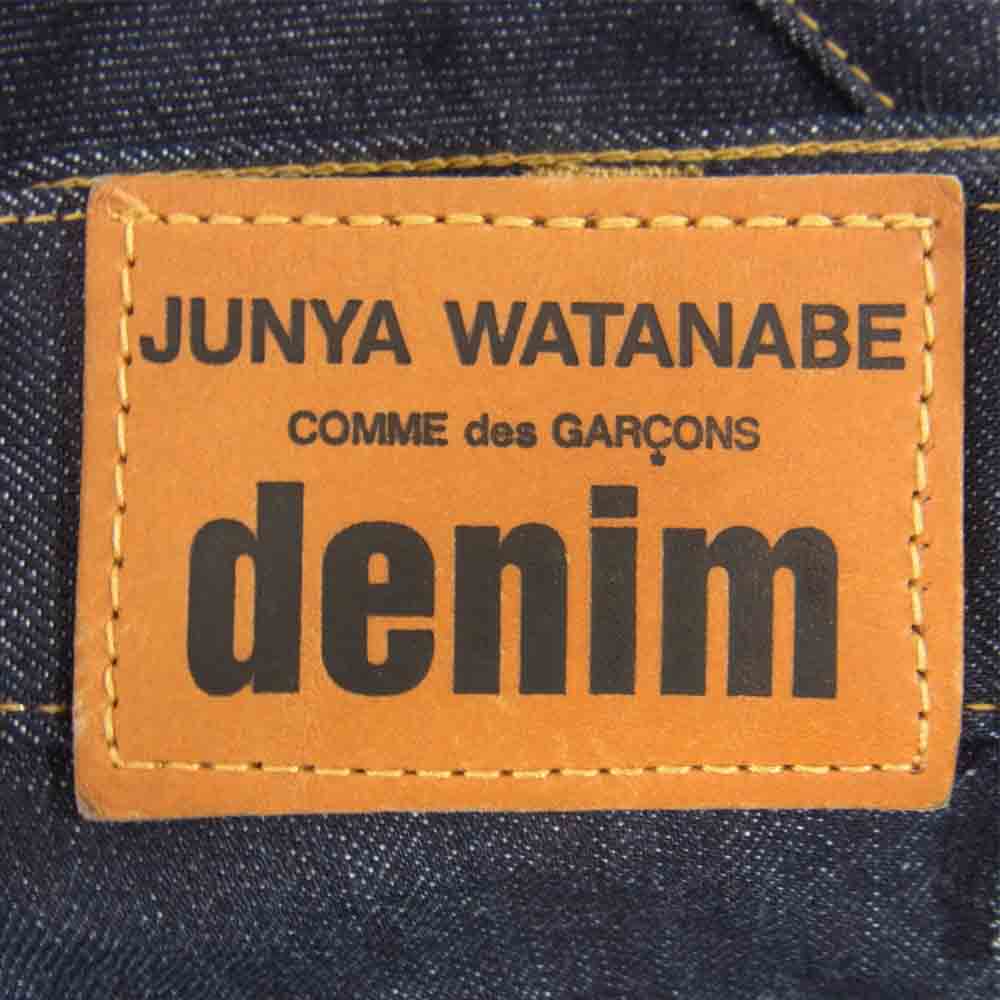 JUNYA WATANABE
COMME des GARÇONS
denim